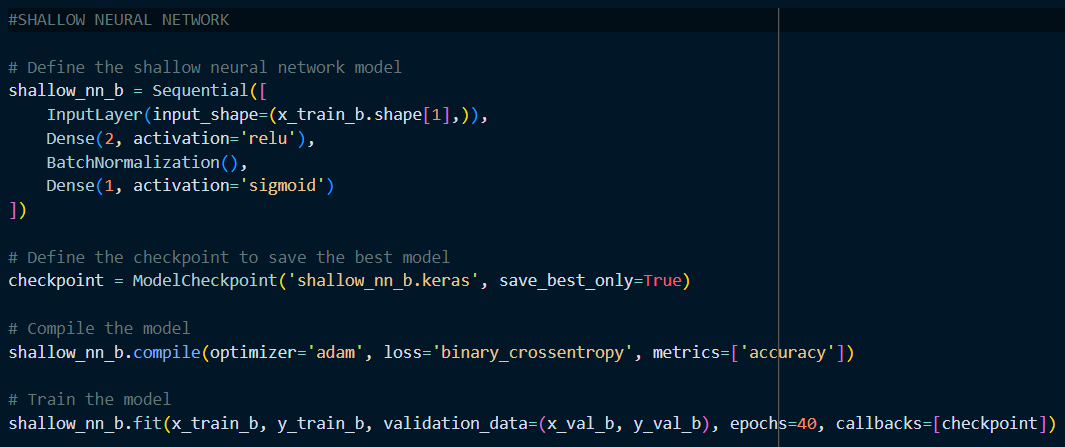 #SHALLOW NEURAL NETWORK
# Define the shallow neural network model
shallow_nn_b = Sequential([
    InputLayer(input_shape=(x_train_b.shape[1],)),
    Dense(2, activation='relu'),
    BatchNormalization(),
    Dense(1, activation='sigmoid')
])
# Define the checkpoint to save the best model
checkpoint = ModelCheckpoint('shallow_nn_b.keras', save_best_only=True)
# Compile the model
shallow_nn_b.compile(optimizer='adam', loss='binary_crossentropy', metrics=['accuracy'])
# Train the model
shallow_nn_b.fit(x_train_b, y_train_b, validation_data=(x_val_b, y_val_b), epochs=40, callbacks=[checkpoint])